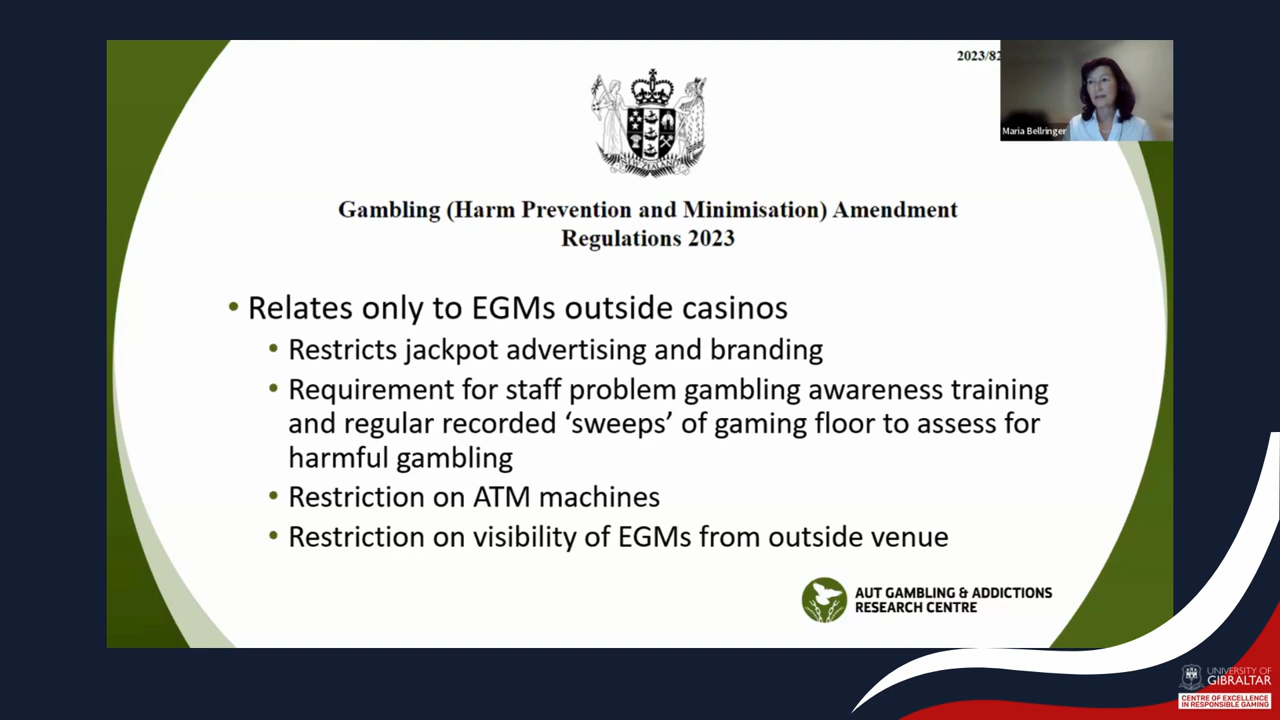 2023/82
Maria Bellringer
NEW ZEALAND
Gambling (Harm Prevention and Minimisation) Amendment
Regulations 2023
• Relates only to EGMs outside casinos
• Restricts jackpot advertising and branding
• Requirement for staff problem gambling awareness training
and regular recorded ‘sweeps’ of gaming floor to assess for
harmful gambling
• Restriction on ATM machines
• Restriction on visibility of EGMs from outside venue
AUT GAMBLING & ADDICTIONS
RESEARCH CENTRE
UNIVERSITY OF
GIBRALTAR
CENTRE OF EXCELLENCE
IN RESPONSIBLE GAMING